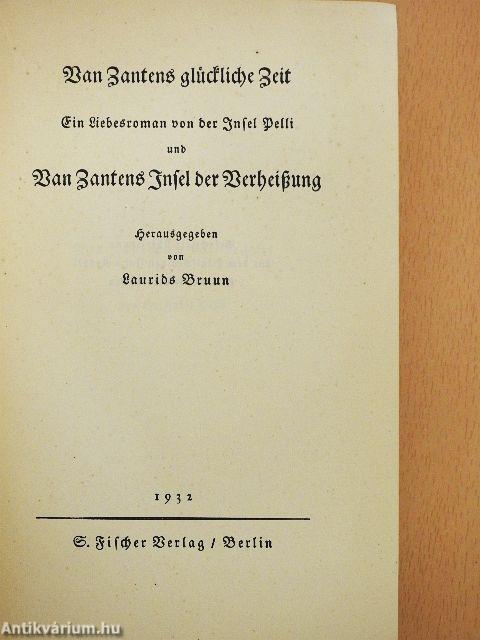 Van Zantens glückliche Zeit
Ein Liebesroman von der Insel Pelli
und
Van Zantens Insel der Verheißung
Herausgegeben
von
Laurids Bruun
1932
S. Fischer Verlag / Berlin
Antikvárium.hu